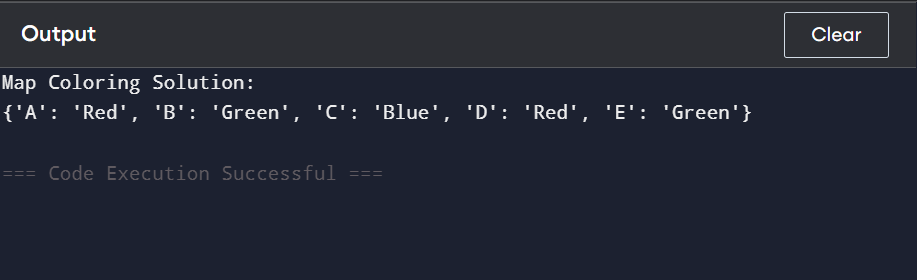 Output
Clear
Map Coloring Solution:
{'A': 'Red', 'B': 'Green', 'C': 'Blue', 'D': 'Red', 'E': 'Green'}
=== Code Execution Successful ===